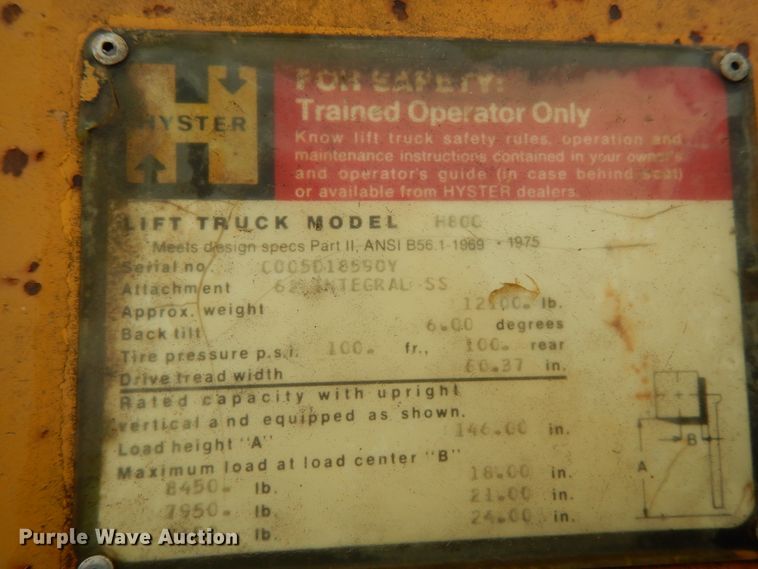 HYSTER
FOR SAFETY:
Trained Operator Only
Know lift truck safety rules, operation and
maintenance instructions contained in your owner's
and operator's guide (in case behind seat)
or available from HYSTER dealers.
LIFT TRUCK MODEL H80C
Meets design specs Part II, ANSI B56.1-1969 • 1975
Serial no. C005D18590Y
Attachment INTEGRAL SS
Approx. weight 12100. lb.
Back tilt 6.00 degrees
Tire pressure p.s.i. 100. fr., 100. rear
Drive tread width 60.37 in.
Rated capacity with upright
vertical and equipped as shown.
Load height "A" 146.00 in.
Maximum load at load center "B"
8450. lb. 18.00 in.
7950. lb. 21.00 in.
lb. 24.00 in.
A
B
Purple Wave Auction